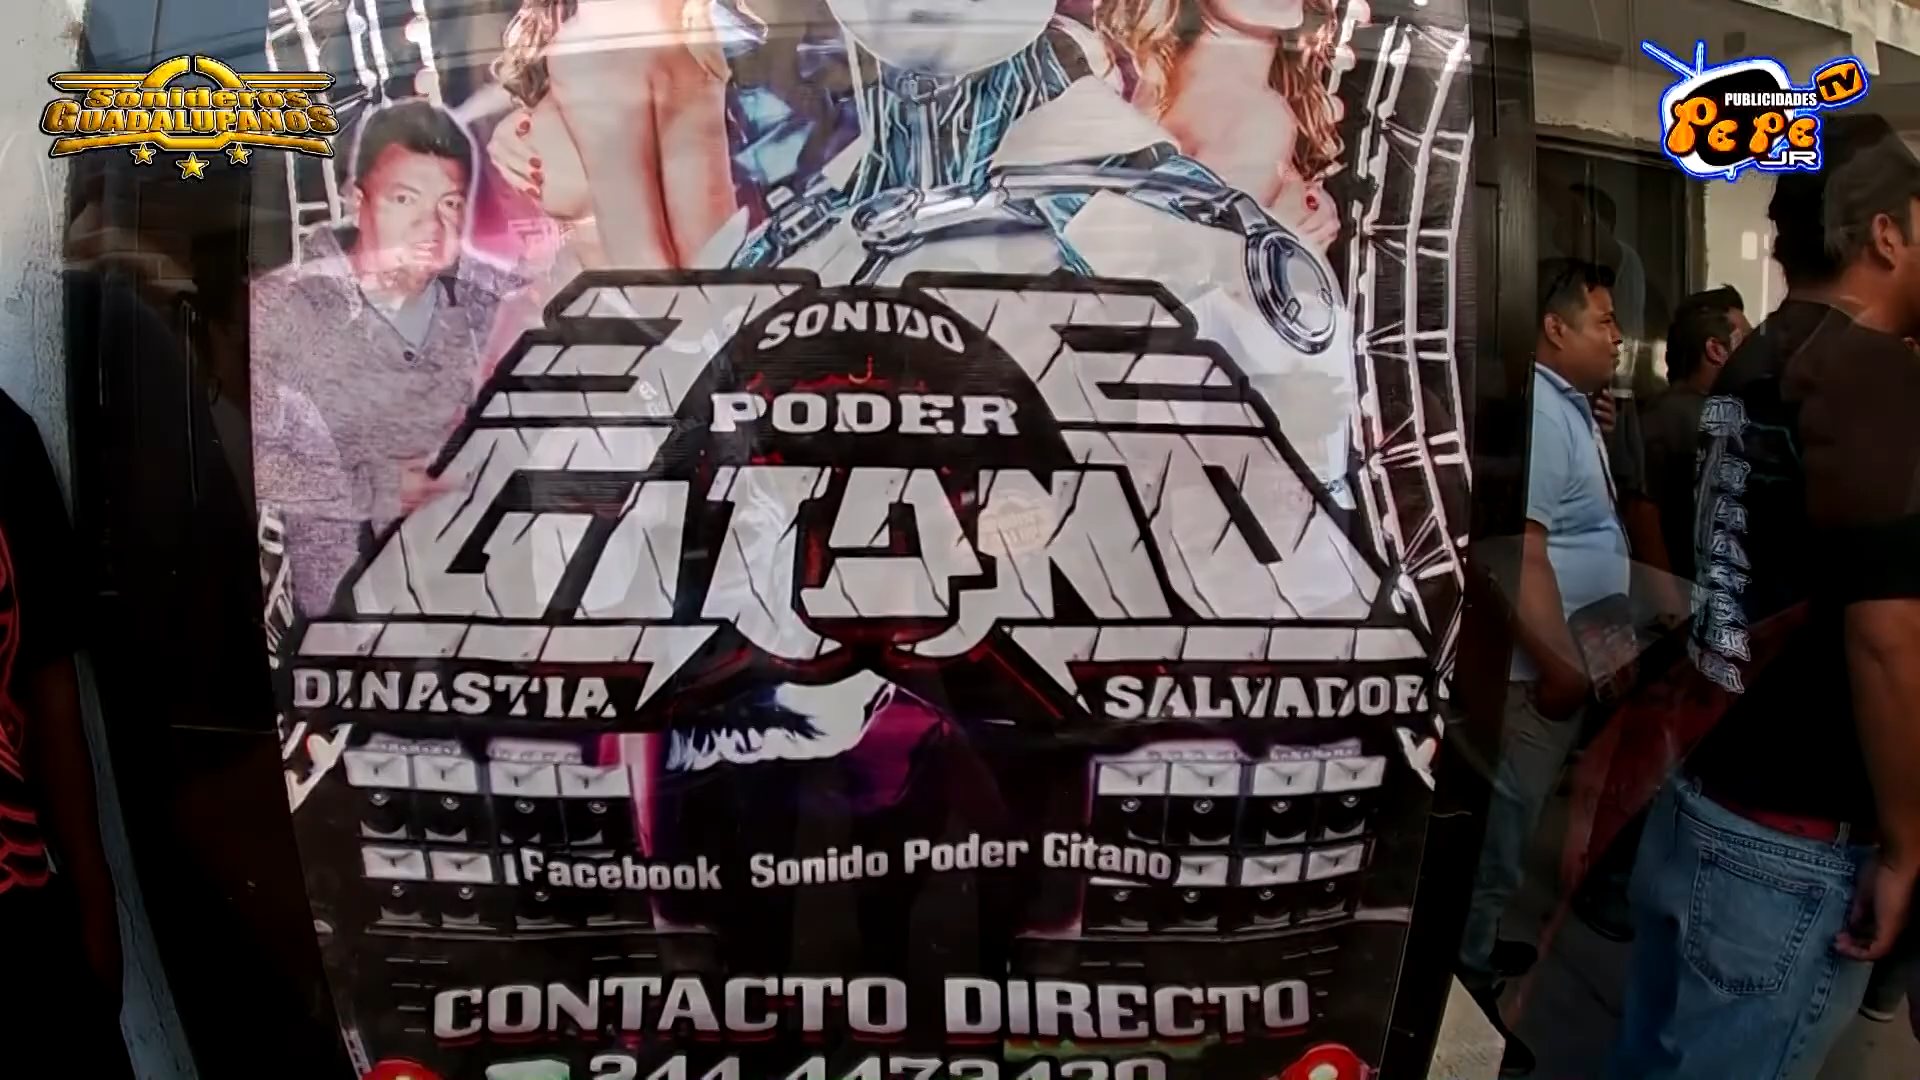 Sonideros
GUADALUPANOS
PUBLICIDADES
PEPE TV
JR
SONIDO
PODER
GITANO
DINASTIA
SALVADOR
Facebook Sonido Poder Gitano
CONTACTO DIRECTO